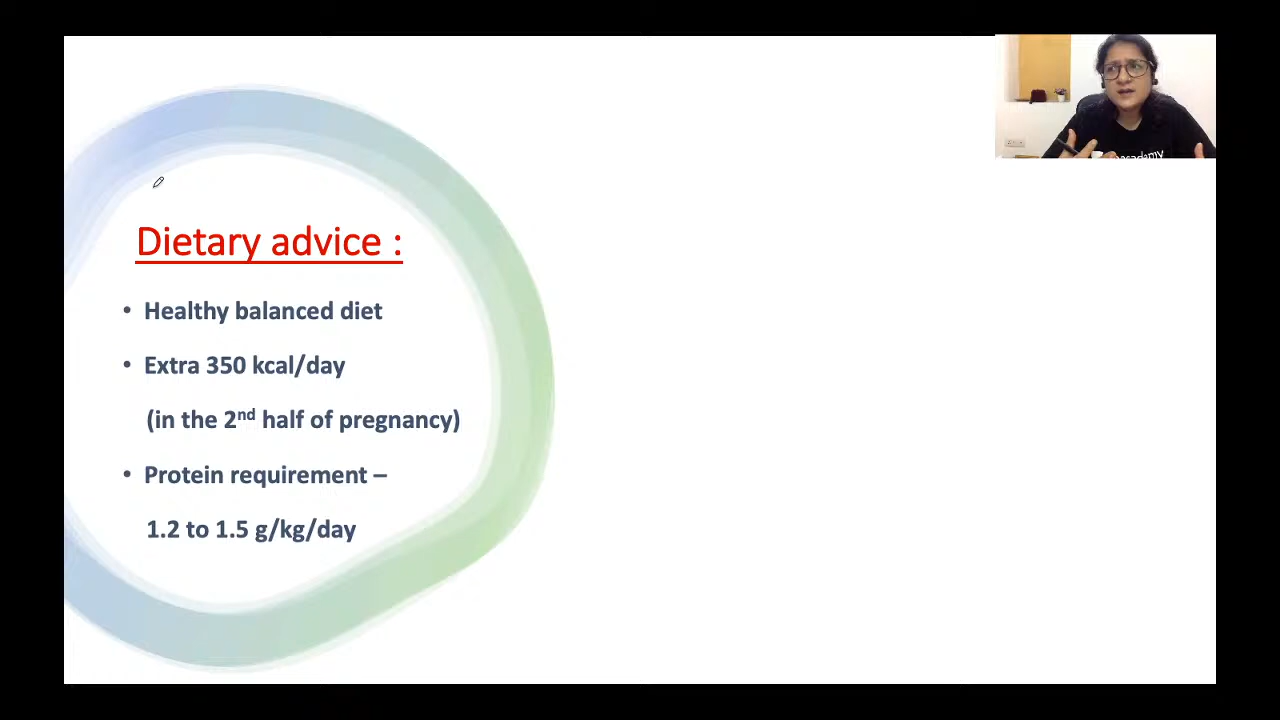 Dietary advice :
• Healthy balanced diet
• Extra 350 kcal/day
(in the 2nd half of pregnancy)
• Protein requirement –
1.2 to 1.5 g/kg/day